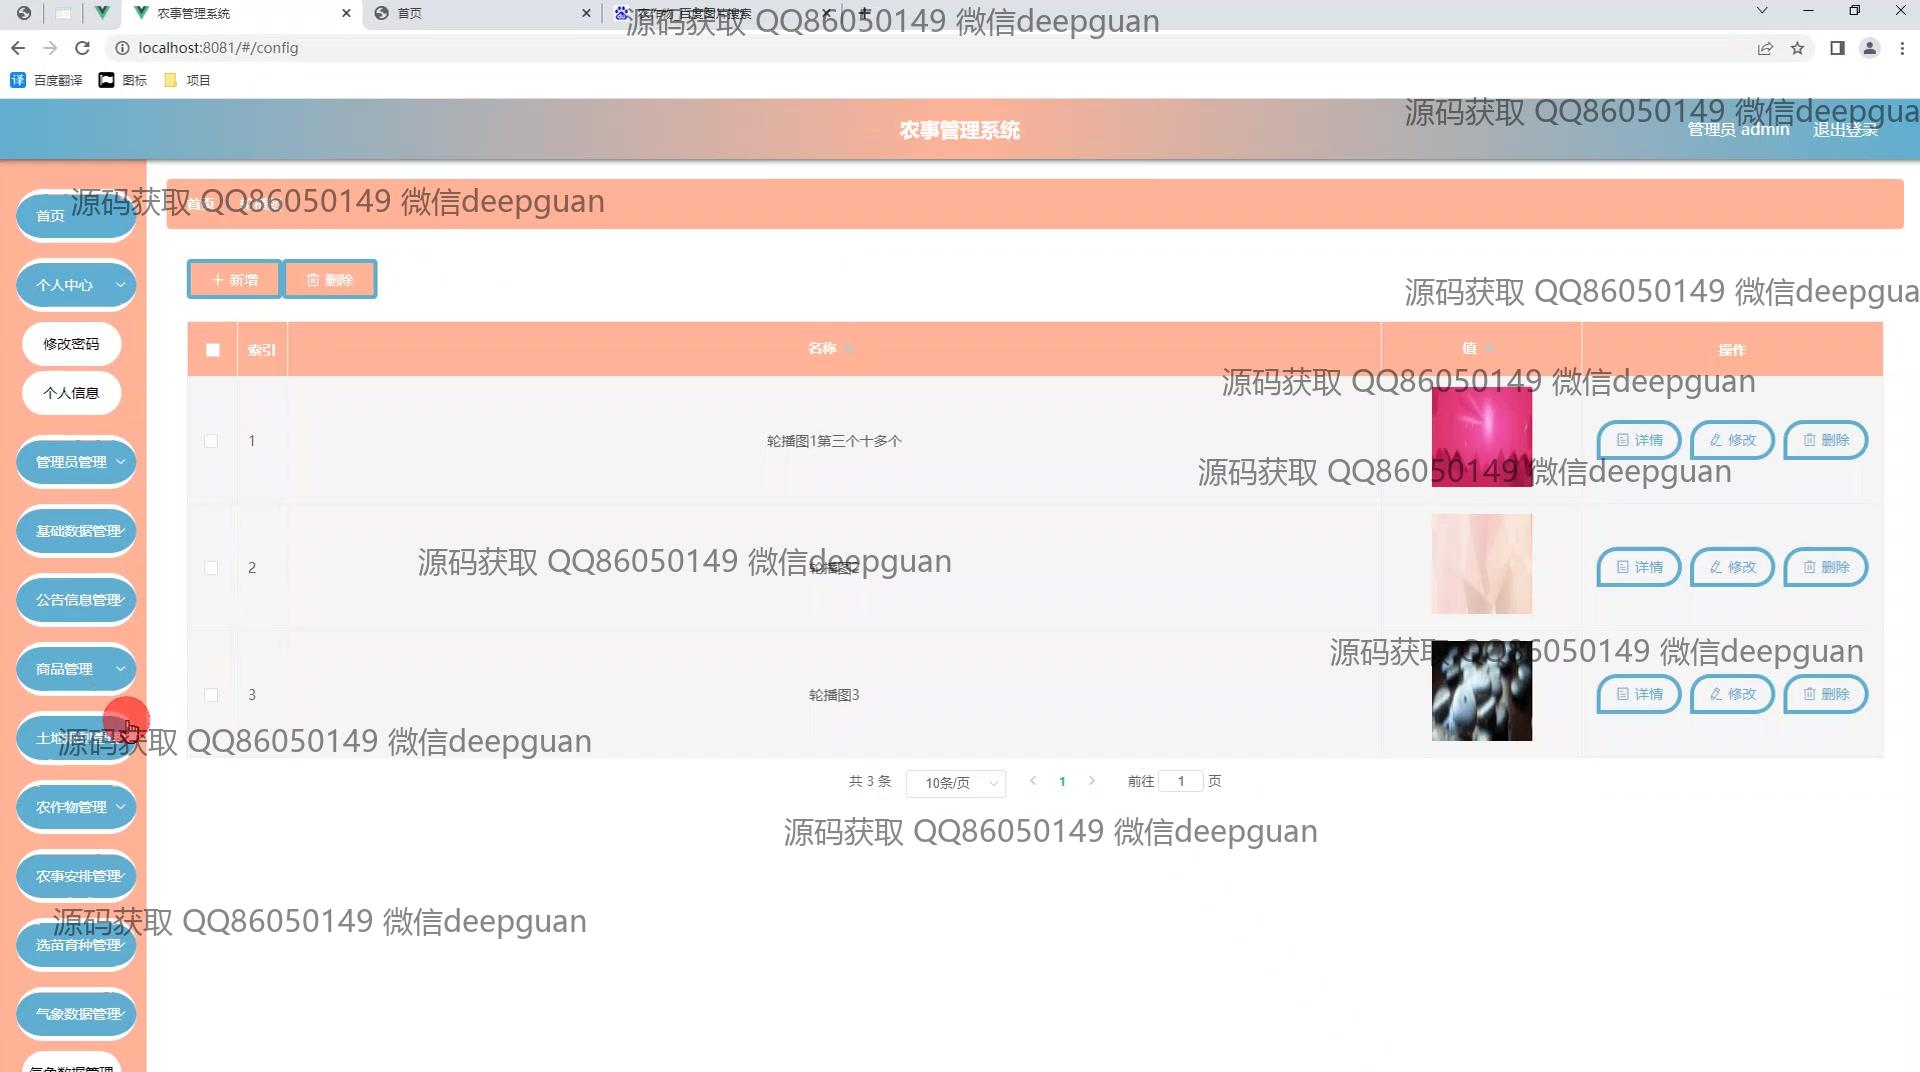 农事管理系统
首页
农作物_百度图片搜索
源码获取 QQ86050149 微信deepguan
localhost:8081/#/config
百度翻译
图标
项目
农事管理系统
源码获取 QQ86050149 微信deepgua
管理员 admin
退出登录
首页
源码获取 QQ86050149 微信deepguan
首页
个人中心
修改密码
个人信息
管理员管理
基础数据管理
公告信息管理
商品管理
农作物管理
农事安排管理
选苗育种管理
气象数据管理
气象数据管理
新增
删除
源码获取 QQ86050149 微信deepgua
索引
名称
值
操作
源码获取 QQ86050149 微信deepguan
1
轮播图1第三个十多个
详情
修改
删除
源码获取 QQ86050149 微信deepguan
源码获取 QQ86050149 微信deepguan
2
轮播图2
详情
修改
删除
源码获取 QQ86050149 微信deepguan
3
轮播图3
详情
修改
删除
源码获取 QQ86050149 微信deepguan
共 3 条
10条/页
1
前往 1 页
源码获取 QQ86050149 微信deepguan
源码获取 QQ86050149 微信deepguan